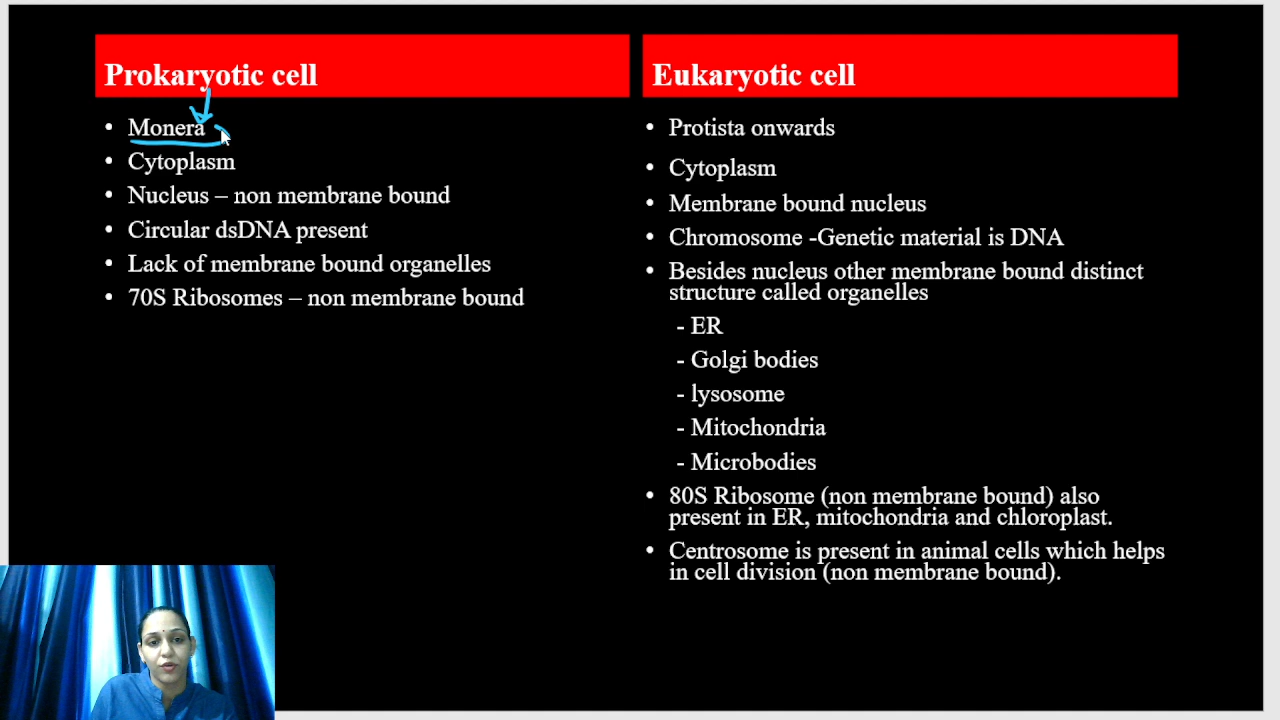 Prokaryotic cell
• Monera
• Cytoplasm
• Nucleus – non membrane bound
• Circular dsDNA present
• Lack of membrane bound organelles
• 70S Ribosomes – non membrane bound
Eukaryotic cell
• Protista onwards
• Cytoplasm
• Membrane bound nucleus
• Chromosome -Genetic material is DNA
• Besides nucleus other membrane bound distinct
structure called organelles
- ER
- Golgi bodies
- lysosome
- Mitochondria
- Microbodies
• 80S Ribosome (non membrane bound) also
present in ER, mitochondria and chloroplast.
• Centrosome is present in animal cells which helps
in cell division (non membrane bound).